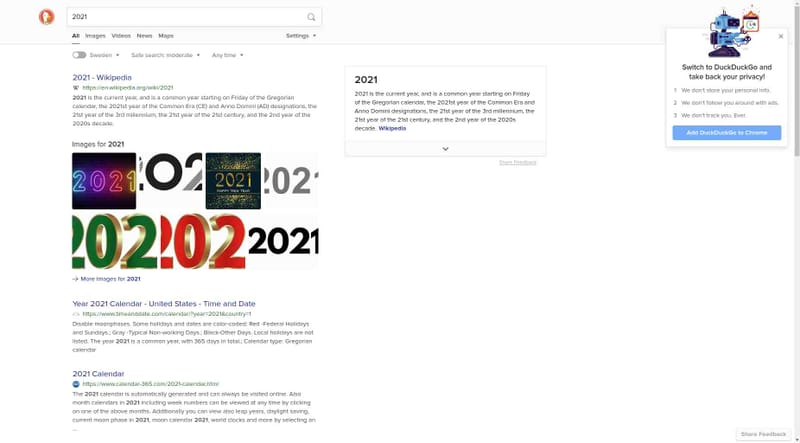 2021
All Images Videos News Maps Settings
Sweden Safe search: moderate Any time
2021 - Wikipedia
https://en.wikipedia.org/wiki/2021
2021 is the current year, and is a common year starting on Friday of the Gregorian
calendar, the 2021st year of the Common Era (CE) and Anno Domini (AD) designations, the
21st year of the 3rd millennium, the 21st year of the 21st century, and the 2nd year of the
2020s decade.
Images for 2021
2021
202
2021
HAPPY NEW YEAR
2021
202
202
2021
More Images for 2021
Year 2021 Calendar - United States - Time and Date
https://www.timeanddate.com/calendar/?year=2021&country=1
Disable moonphases. Some holidays and dates are color-coded: Red -Federal Holidays
and Sundays.; Gray -Typical Non-working Days.; Black-Other Days. Local holidays are not
listed. The year 2021 is a common year, with 365 days in total.; Calendar type: Gregorian
calendar
2021 Calendar
https://www.calendar-365.com/2021-calendar.html
The 2021 calendar is automatically generated and can always be visited online. Also
month calendars in 2021 including week numbers can be viewed at any time by clicking
on one of the above months. Additionally you can view also leap years, daylight saving,
current moon phase in 2021, moon calendar 2021, world clocks and more by selecting an
...
2021
2021 is the current year, and is a common year starting on Friday
of the Gregorian calendar, the 2021st year of the Common Era and
Anno Domini designations, the 21st year of the 3rd millennium, the
21st year of the 21st century, and the 2nd year of the 2020s
decade. Wikipedia
Share Feedback
Switch to DuckDuckGo and
take back your privacy!
1 We don't store your personal info.
2 We don't follow you around with ads.
3 We don't track you. Ever.
Add DuckDuckGo to Chrome
Share Feedback